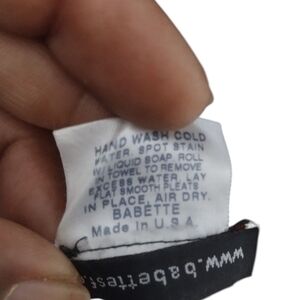 HAND WASH COLD
WATER. SPOT STAIN
W/ LIQUID SOAP. ROLL
IN TOWEL TO REMOVE
EXCESS WATER. LAY
FLAT SMOOTH PLEATS
IN PLACE, AIR DRY.
BABETTE
Made in U.S.A.
www.babettesf.